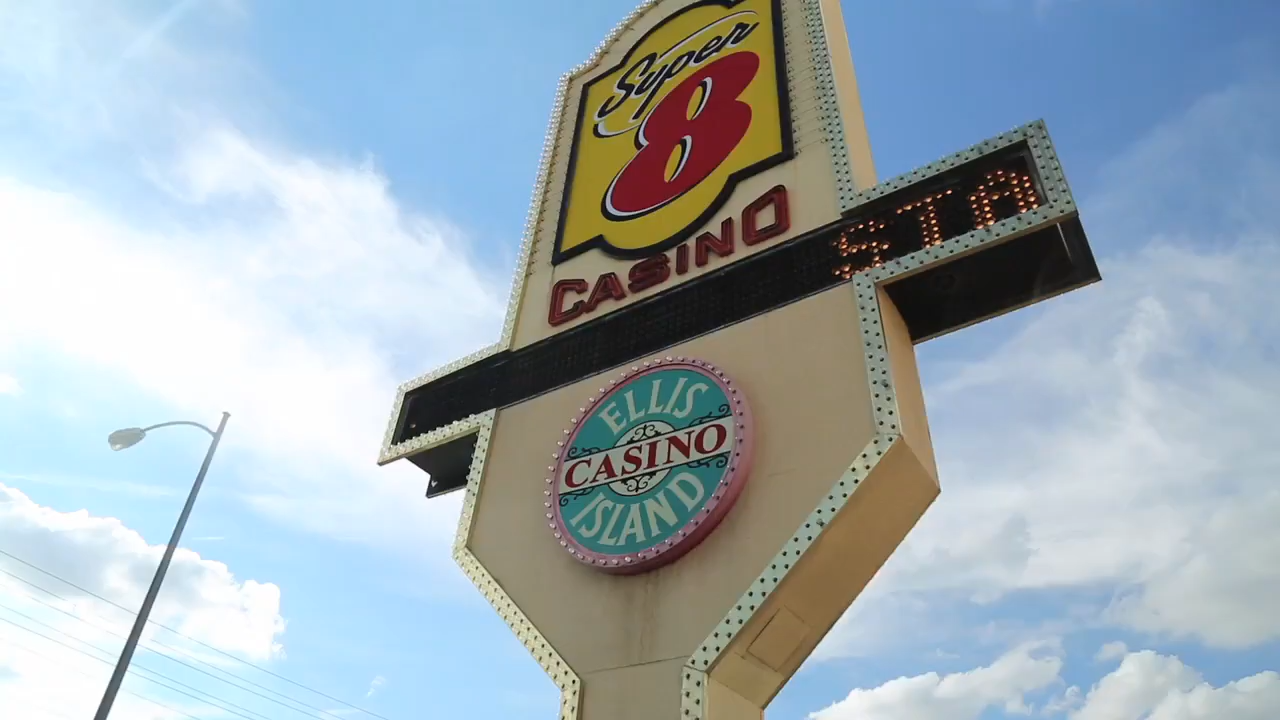 Super
8
CASINO
STA
ELLIS
CASINO
ISLAND